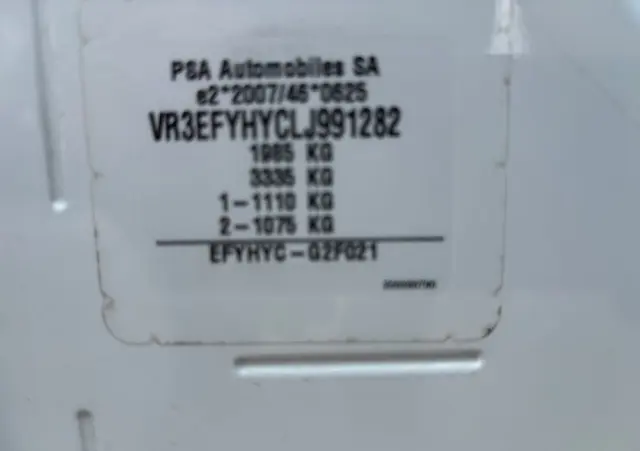 PSA Automobiles SA
e2*2007/46*0625
VR3EFYHYCLJ991282
1985 KG
3335 KG
1-1110 KG
2-1075 KG
EFYHYC-G2F021